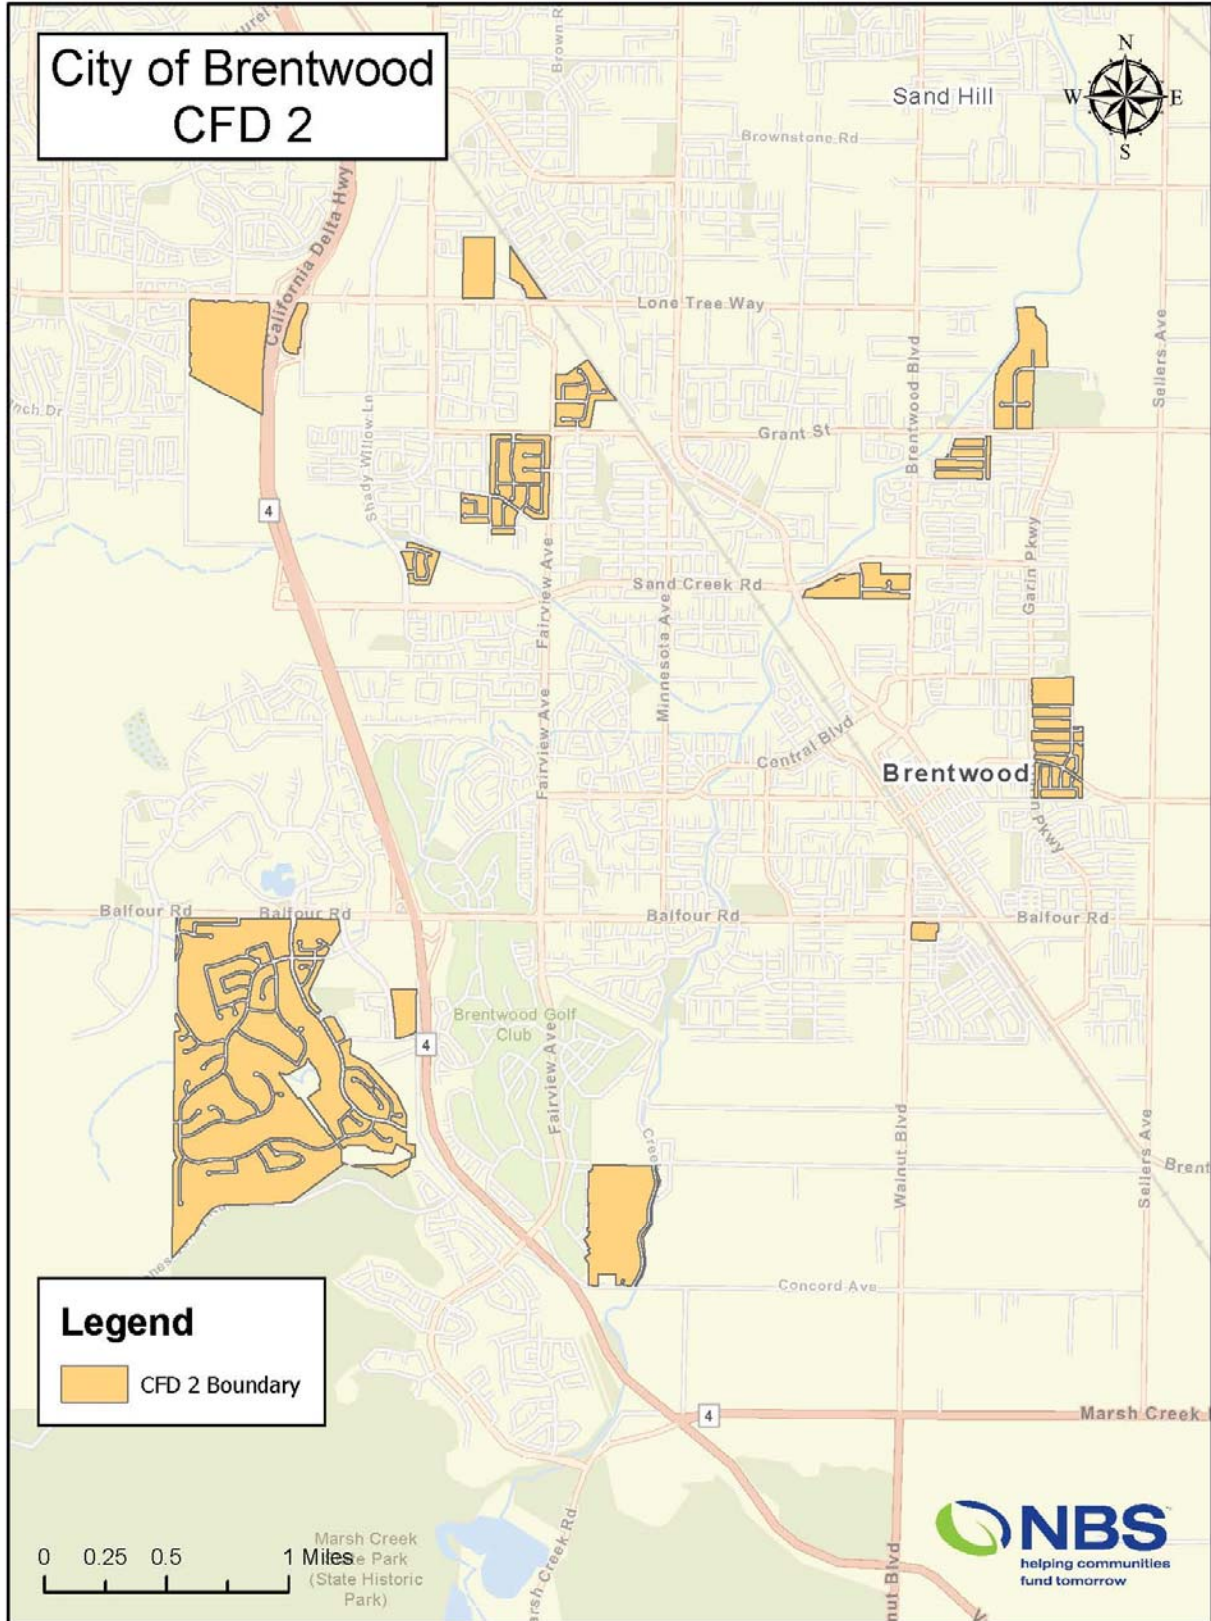 City of Brentwood
CFD 2
N
W
E
S
Sand Hill
Brownstone Rd
California Delta Hwy
Lone Tree Way
Sellers Ave
Shady Willow Ln
Grant St
Brentwood Blvd
4
Fairview Ave
Sand Creek Rd
Minnesota Ave
Garin Pkwy
Fairview Ave
Central Blvd
Brentwood
Pkwy
Balfour Rd
Balfour Rd
Balfour Rd
Balfour Rd
Brentwood Golf
Club
4
Fairview Ave
Walnut Blvd
Sellers Ave
Concord Ave
Legend
CFD 2 Boundary
4
Marsh Creek
Marsh Creek
State Park
(State Historic
Park)
0 0.25 0.5 1 Miles
NBS
helping communities
fund tomorrow